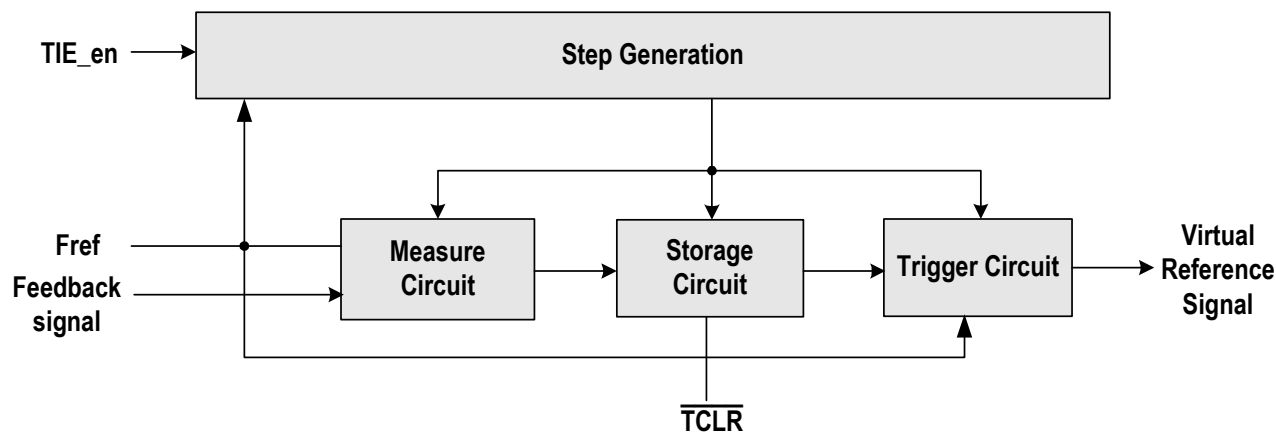 TIE_en
Step Generation
Fref
Feedback
signal
Measure
Circuit
Storage
Circuit
Trigger Circuit
Virtual
Reference
Signal
TCLR